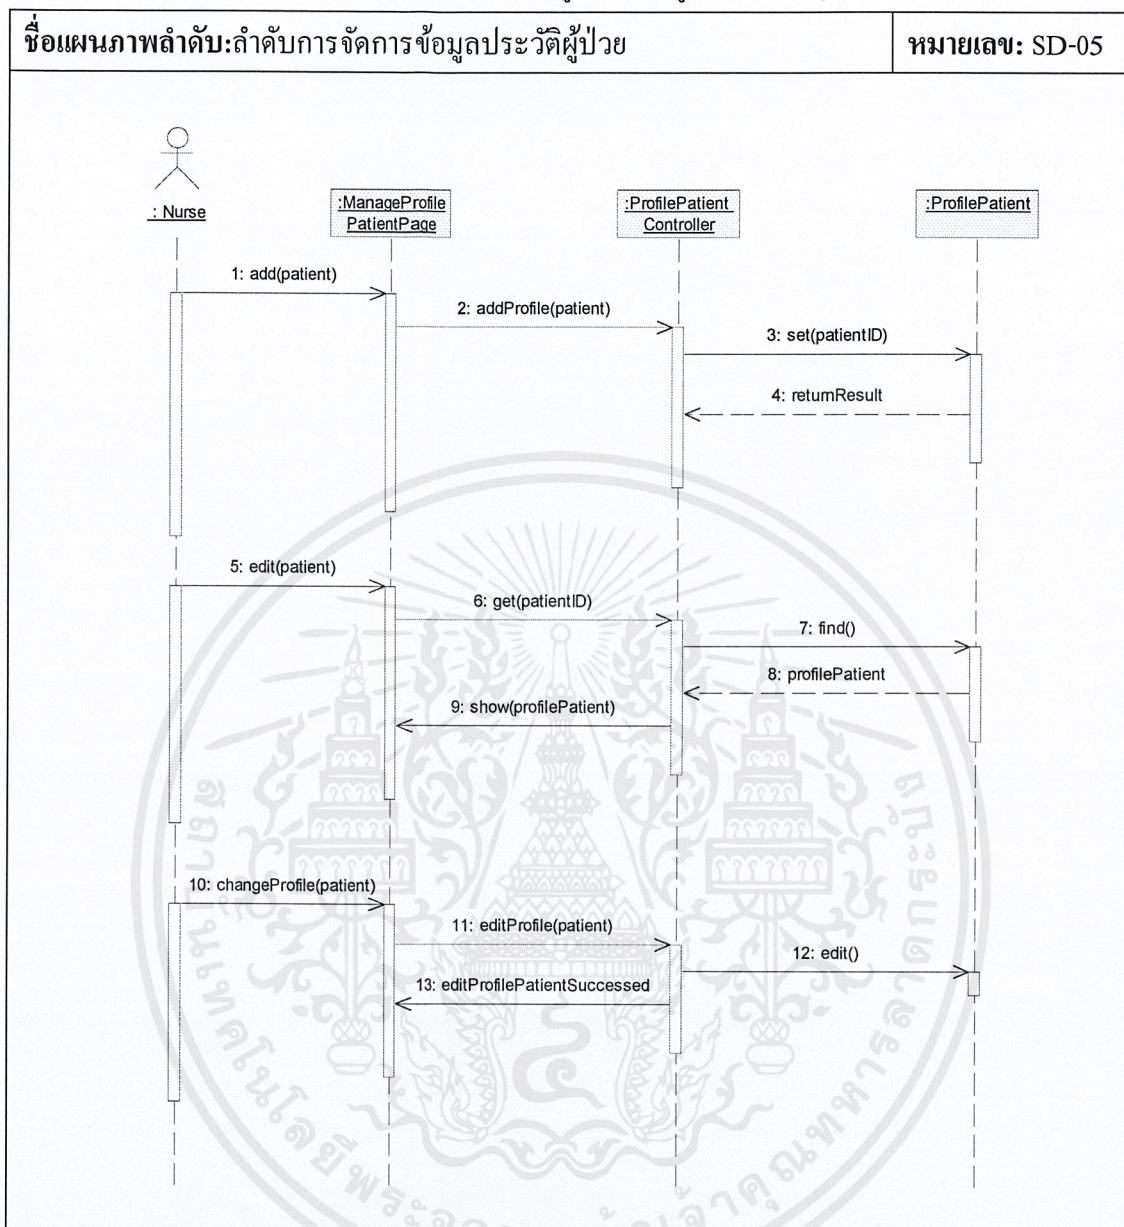 ชื่อแผนภาพลำดับ:ลำดับการจัดการข้อมูลประวัติผู้ป่วย
หมายเลข: SD-05
: Nurse
:ManageProfile
PatientPage
:ProfilePatient
Controller
:ProfilePatient
1: add(patient)
2: addProfile(patient)
3: set(patientID)
4: returnResult
5: edit(patient)
6: get(patientID)
7: find()
8: profilePatient
9: show(profilePatient)
10: changeProfile(patient)
11: editProfile(patient)
12: edit()
13: editProfilePatientSuccessed